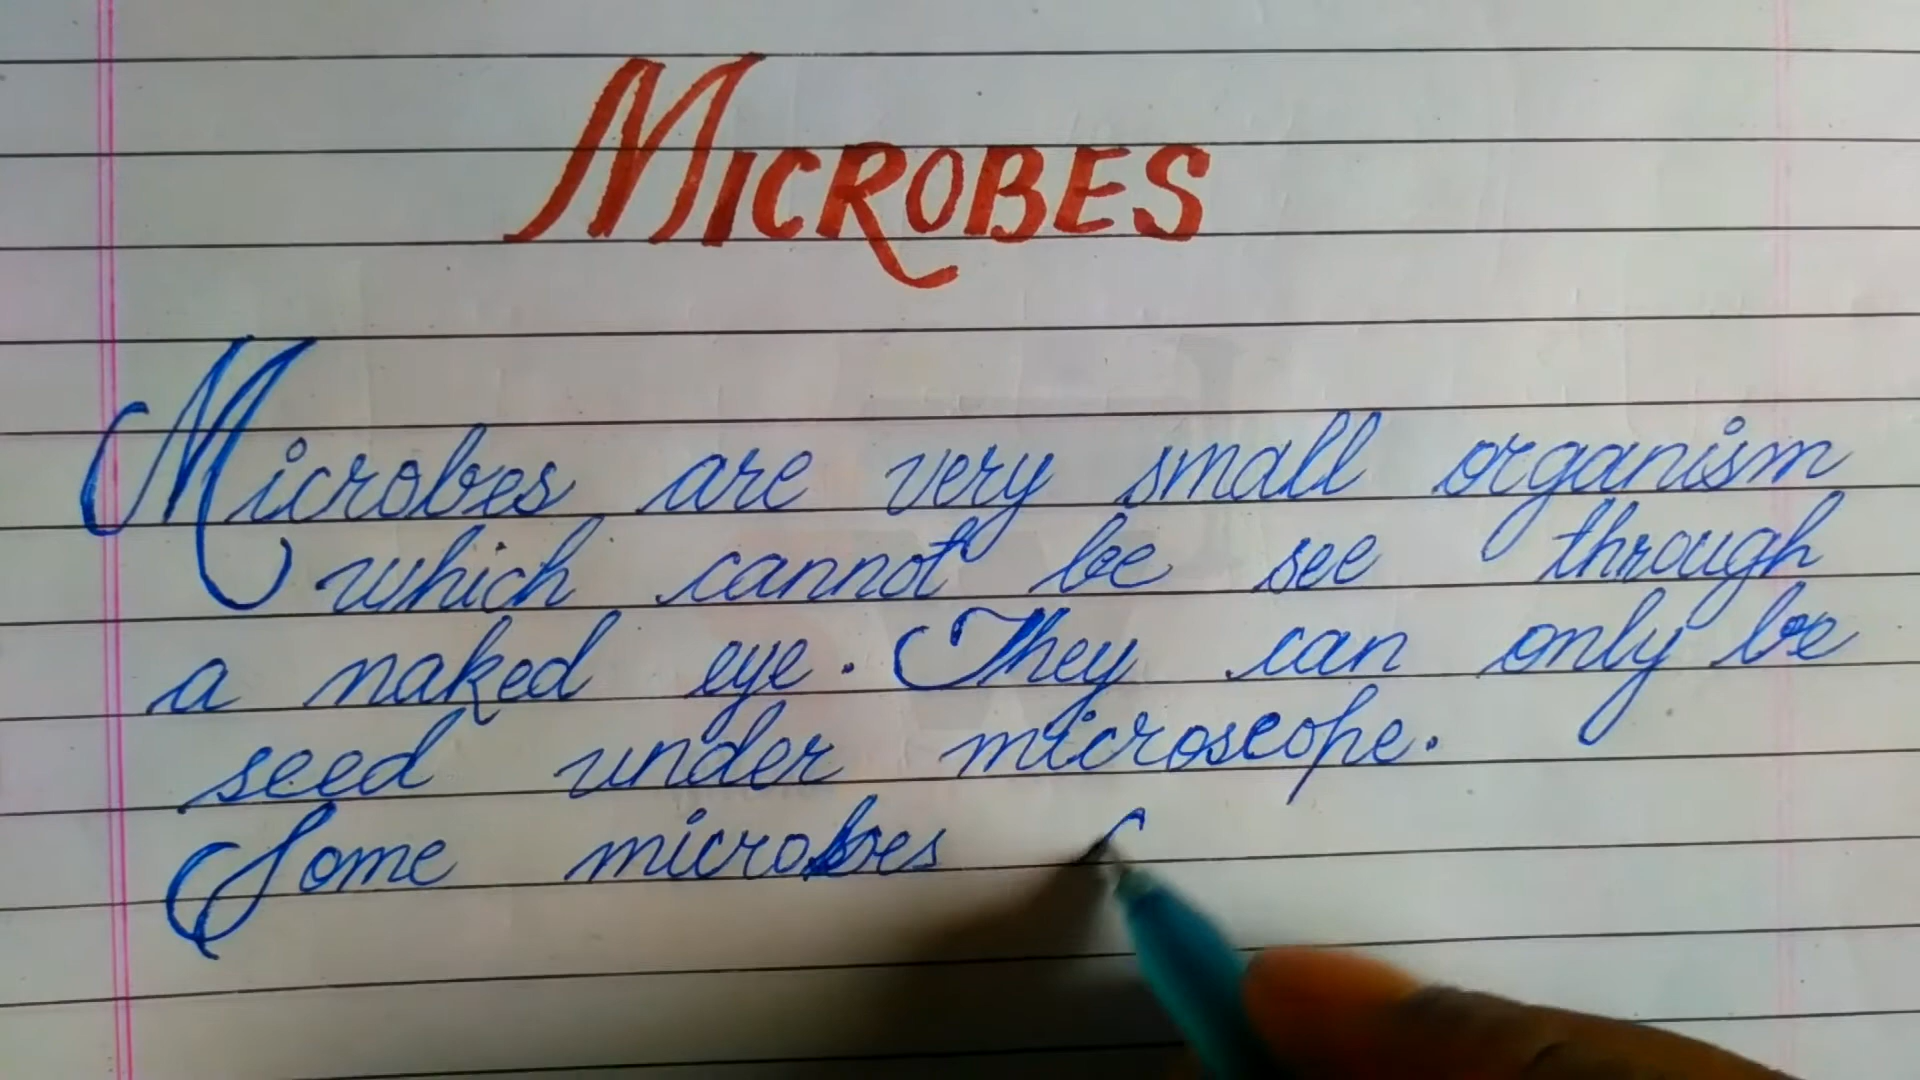 MICROBES
Microbes are very small organism
which cannot be see through
a naked eye. They can only be
seed under microscope.
Some microbes